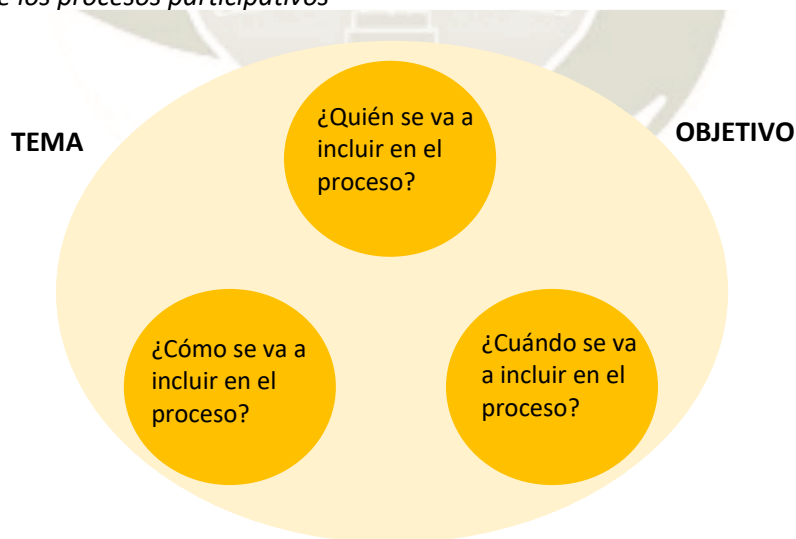 e los procesos participativos
¿Quién se va a
incluir en el
proceso?
TEMA
OBJETIVO
¿Cómo se va a
incluir en el
proceso?
¿Cuándo se va
a incluir en el
proceso?